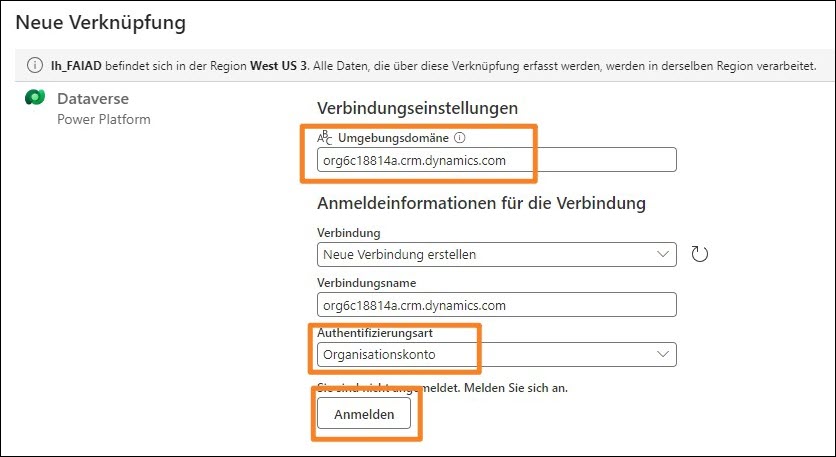 Neue Verknüpfung
lh_FAIAD befindet sich in der Region West US 3. Alle Daten, die über diese Verknüpfung erfasst werden, werden in derselben Region verarbeitet.
Dataverse
Power Platform
Verbindungseinstellungen
ABC Umgebungsdomäne
org6c18814a.crm.dynamics.com
Anmeldeinformationen für die Verbindung
Verbindung
Neue Verbindung erstellen
Verbindungsname
org6c18814a.crm.dynamics.com
Authentifizierungsart
Organisationskonto
Sie sind nicht angemeldet. Melden Sie sich an.
Anmelden